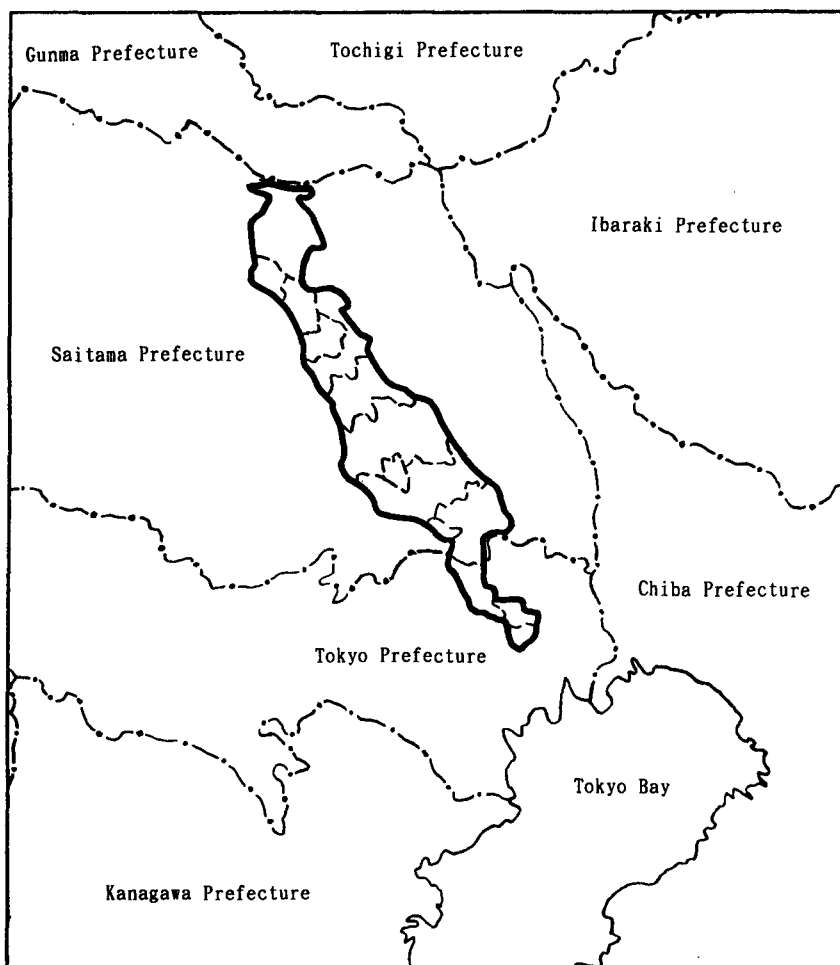 Gunma Prefecture
Tochigi Prefecture
Ibaraki Prefecture
Saitama Prefecture
Chiba Prefecture
Tokyo Prefecture
Tokyo Bay
Kanagawa Prefecture